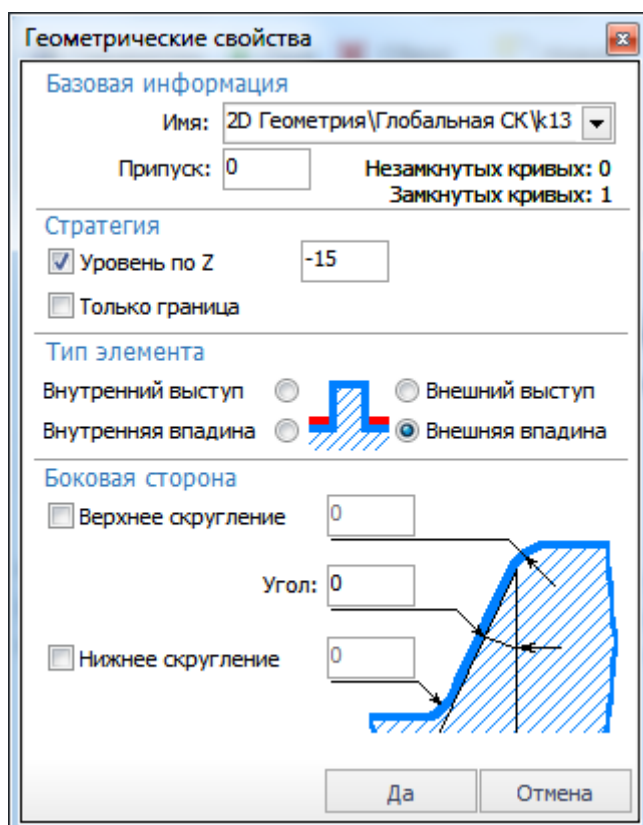 Геометрические свойства
Базовая информация
Имя: 2D Геометрия\Глобальная СК\k13
Припуск: 0 Незамкнутых кривых: 0
Замкнутых кривых: 1
Стратегия
Уровень по Z -15
Только граница
Тип элемента
Внутренний выступ Внешний выступ
Внутренняя впадина Внешняя впадина
Боковая сторона
Верхнее скругление 0
Угол: 0
Нижнее скругление 0
Да Отмена